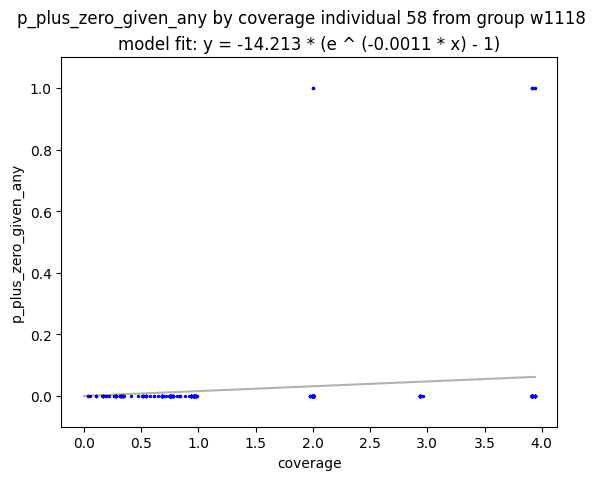 p_plus_zero_given_any by coverage individual 58 from group w1118
model fit: y = -14.213 * (e ^ (-0.0011 * x) - 1)
1.0
0.8
0.6
0.4
0.2
0.0
p_plus_zero_given_any
0.0 0.5 1.0 1.5 2.0 2.5 3.0 3.5 4.0
coverage